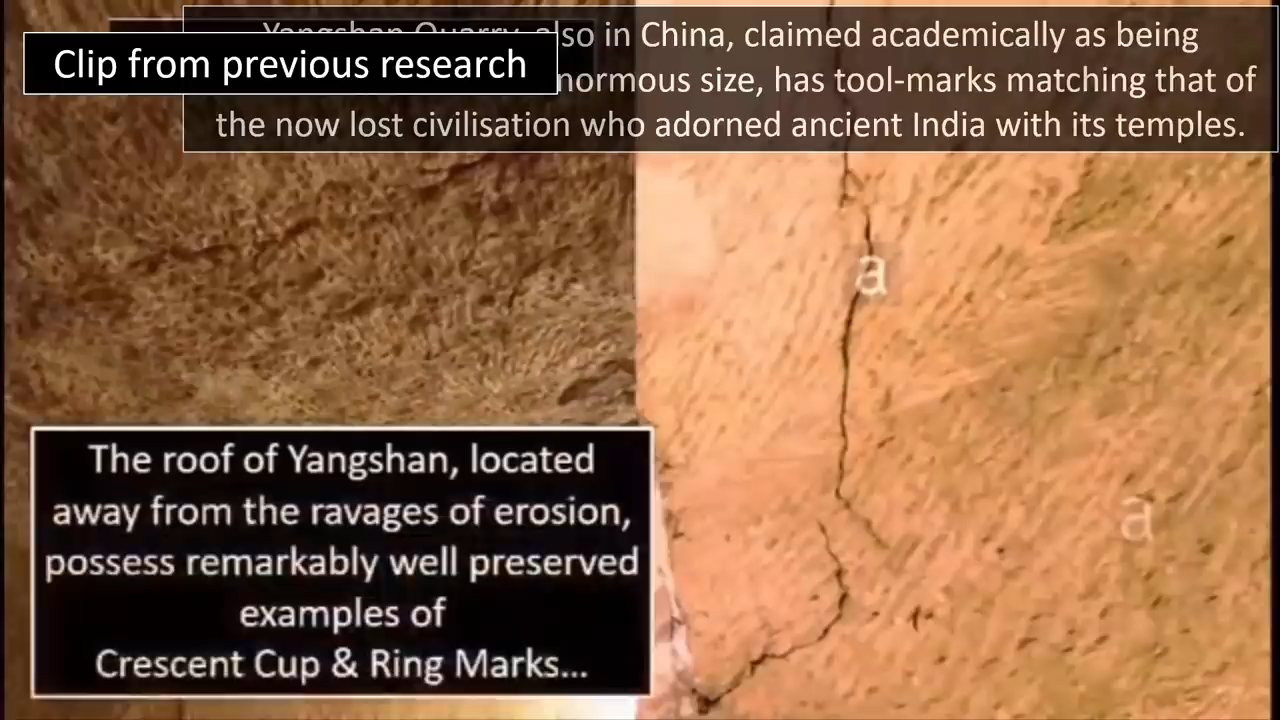 Yangshan Quarry, also in China, claimed academically as being
Clip from previous research
normous size, has tool-marks matching that of
the now lost civilisation who adorned ancient India with its temples.
a
The roof of Yangshan, located
away from the ravages of erosion,
possess remarkably well preserved
examples of
Crescent Cup & Ring Marks...
a